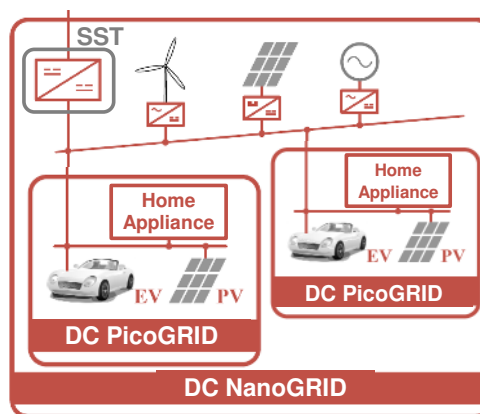 SST
Home
Appliance
Home
Appliance
EV
PV
EV
PV
DC PicoGRID
DC PicoGRID
DC NanoGRID